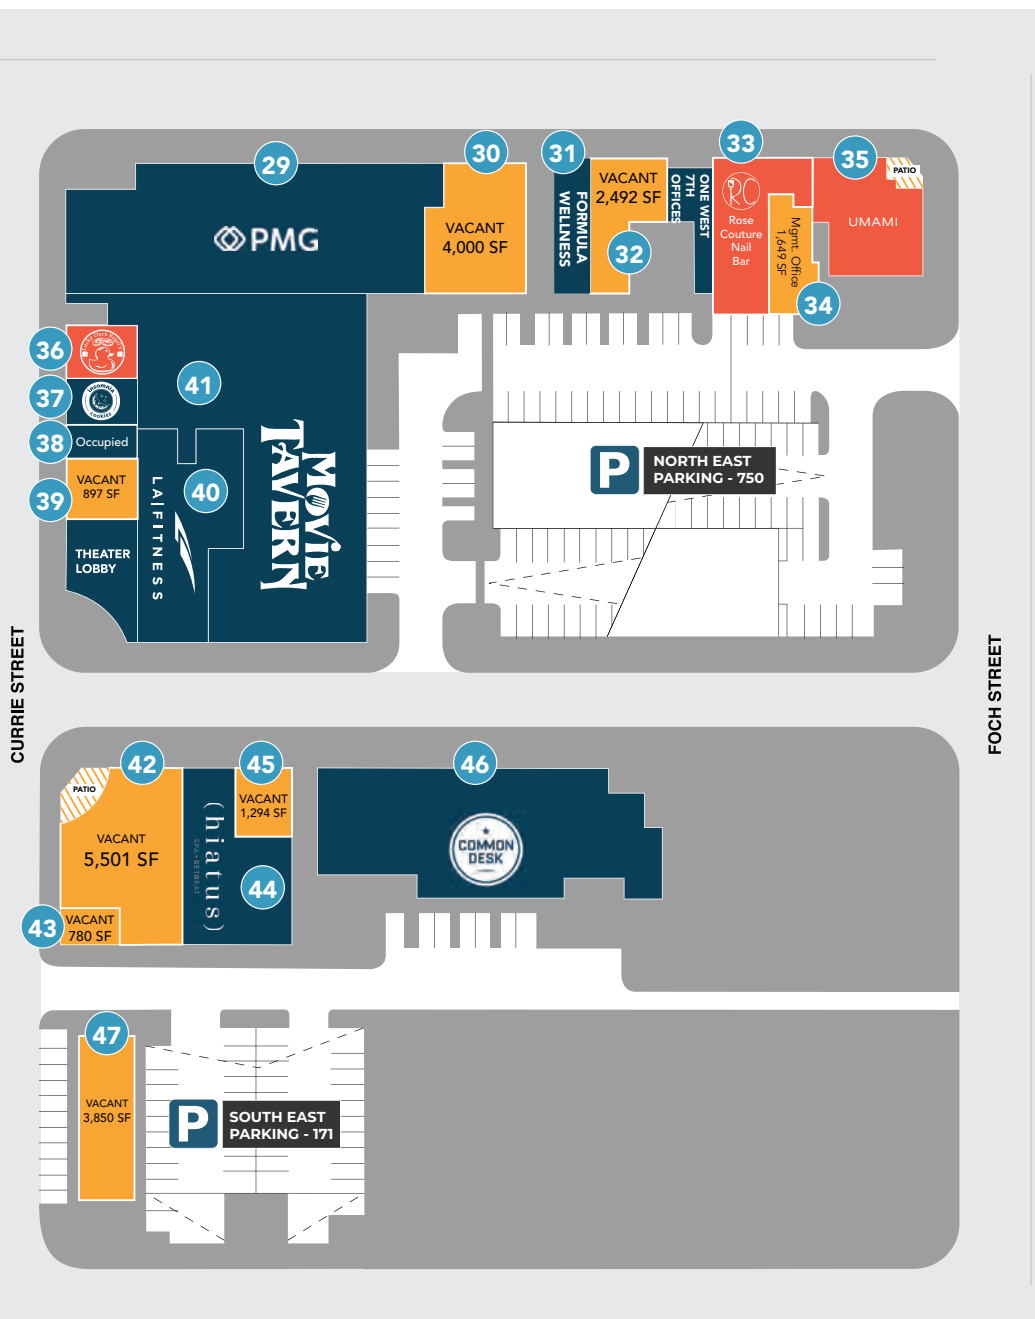 29
PMG
30
VACANT
4,000 SF
31
FORMULA
WELLNESS
VACANT
2,492 SF
32
ONE WEST
7TH
OFFICES
33
RC
Rose
Couture
Nail
Bar
Mgmt. Office
1,649 SF
34
35
PATIO
UMAMI
36
37
insomnia
cookies
38
Occupied
39
VACANT
897 SF
THEATER
LOBBY
40
LA|FITNESS
41
MOVIE
TAVERN
P
NORTH EAST
PARKING - 750
CURRIE STREET
FOCH STREET
42
PATIO
VACANT
5,501 SF
43
VACANT
780 SF
(hiatus)
SPA+RETREAT
44
45
VACANT
1,294 SF
46
COMMON
DESK
47
VACANT
3,850 SF
P
SOUTH EAST
PARKING - 171